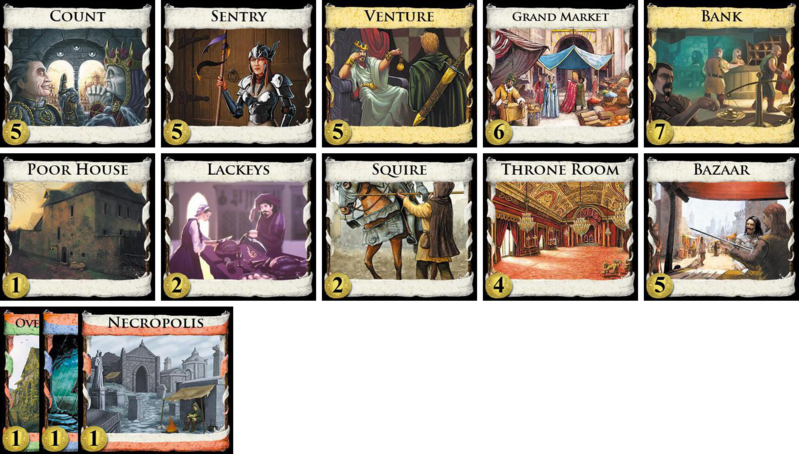 COUNT
5
SENTRY
5
VENTURE
5
GRAND MARKET
6
BANK
7
POOR HOUSE
1
LACKEYS
2
SQUIRE
2
THRONE ROOM
4
BAZAAR
5
OVE
1
1
NECROPOLIS
1